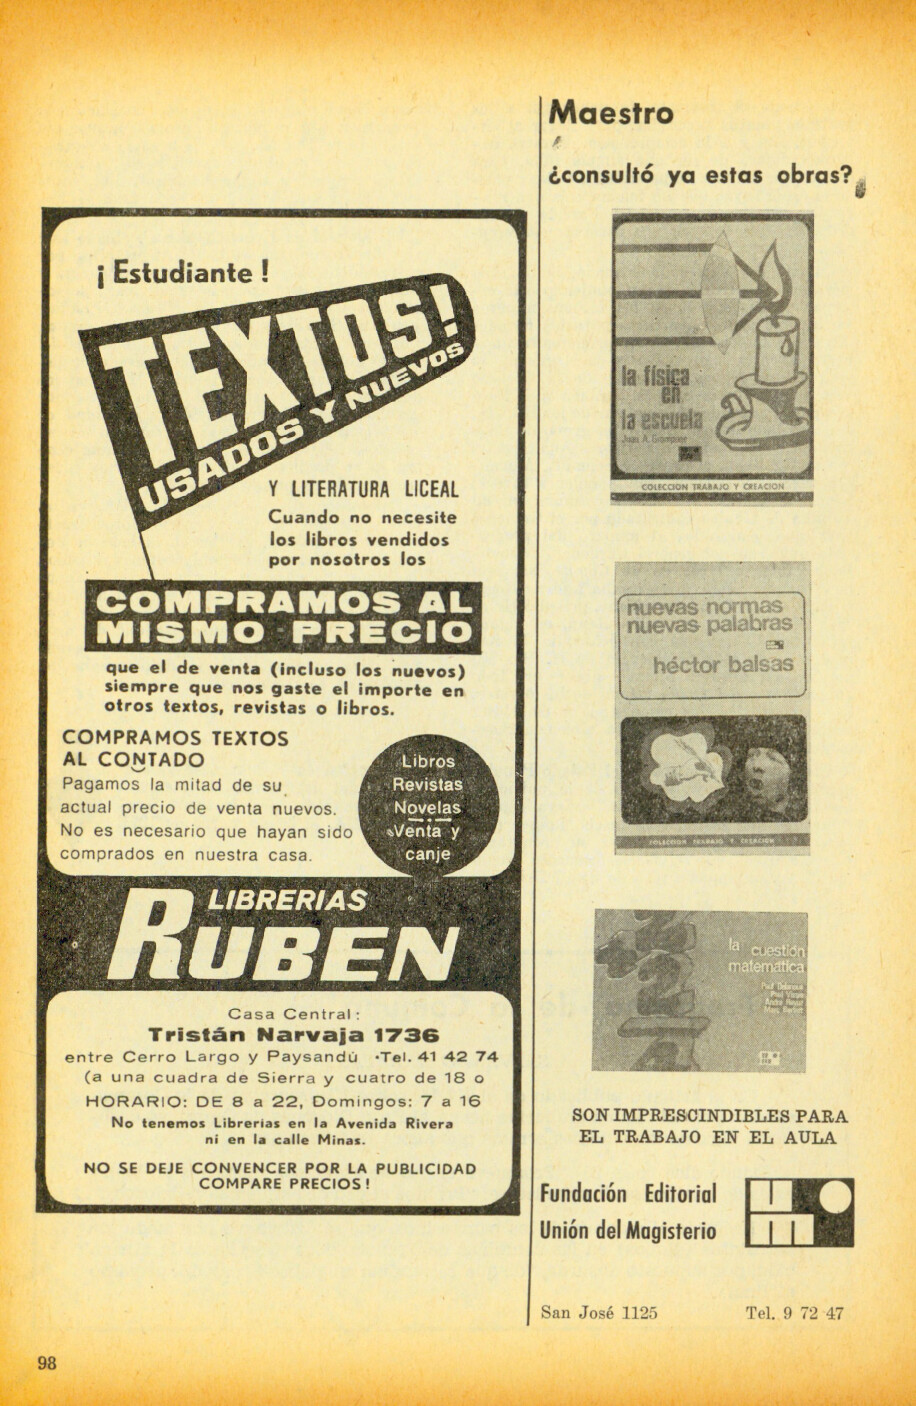 ¡ Estudiante !
TEXTOS!
USADOS Y NUEVOS
Y LITERATURA LICEAL
Cuando no necesite
los libros vendidos
por nosotros los
COMPRAMOS AL
MISMO PRECIO
que el de venta (incluso los nuevos)
siempre que nos gaste el importe en
otros textos, revistas o libros.
COMPRAMOS TEXTOS
AL CONTADO
Pagamos la mitad de su
actual precio de venta nuevos.
No es necesario que hayan sido
comprados en nuestra casa.
Libros
Revistas
Novelas
Venta y
canje
LIBRERIAS
RUBEN
Casa Central:
Tristán Narvaja 1736
entre Cerro Largo y Paysandú · Tel. 41 42 74
(a una cuadra de Sierra y cuatro de 18 o
HORARIO: DE 8 a 22, Domingos: 7 a 16
No tenemos Librerías en la Avenida Rivera
ni en la calle Minas.
NO SE DEJE CONVENCER POR LA PUBLICIDAD
COMPARE PRECIOS!
Maestro
¿consultó ya estas obras?
la física
en
la escuela
Juan A.
COLECCION TRABAJO Y CREACION
nuevas normas
nuevas palabras
héctor balsas
COLECCION TRABAJO Y CREACION
la cuestión
matemática
SON IMPRESCINDIBLES PARA
EL TRABAJO EN EL AULA
Fundación Editorial
Unión del Magisterio
San José 1125 Tel. 9 72 47
98